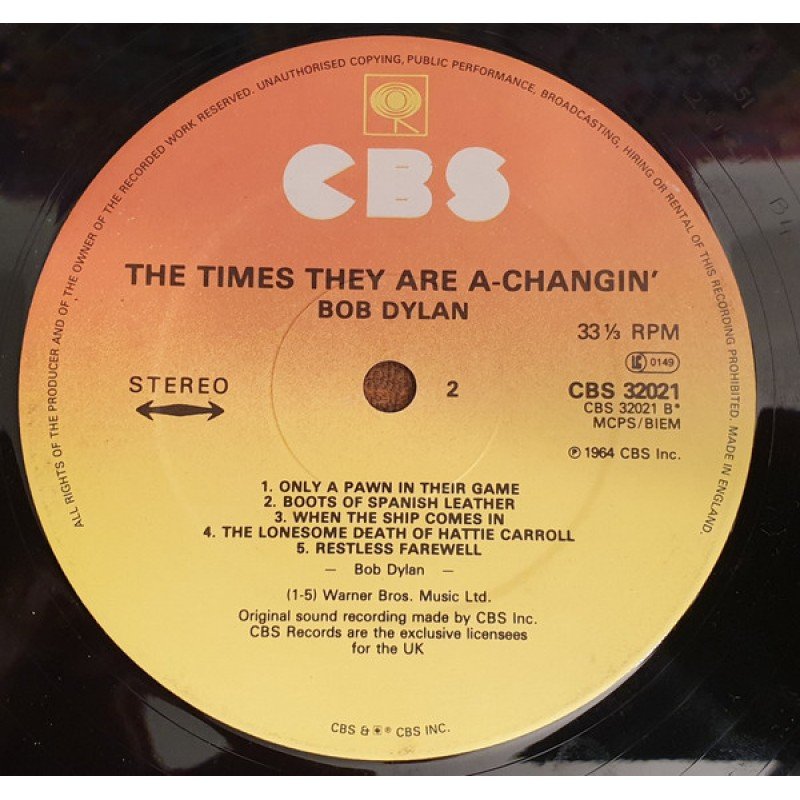 ALL RIGHTS OF THE PRODUCER AND OF THE OWNER OF THE RECORDED WORK RESERVED. UNAUTHORISED COPYING, PUBLIC PERFORMANCE, BROADCASTING, HIRING OR RENTAL OF THIS RECORDING PROHIBITED. MADE IN ENGLAND.
CBS
THE TIMES THEY ARE A-CHANGIN'
BOB DYLAN
33⅓ RPM
LC 0149
STEREO
2
CBS 32021
CBS 32021 B*
MCPS/BIEM
℗ 1964 CBS Inc.
1. ONLY A PAWN IN THEIR GAME
2. BOOTS OF SPANISH LEATHER
3. WHEN THE SHIP COMES IN
4. THE LONESOME DEATH OF HATTIE CARROLL
5. RESTLESS FAREWELL
— Bob Dylan —
(1-5) Warner Bros. Music Ltd.
Original sound recording made by CBS Inc.
CBS Records are the exclusive licensees
for the UK
CBS & ® CBS INC.